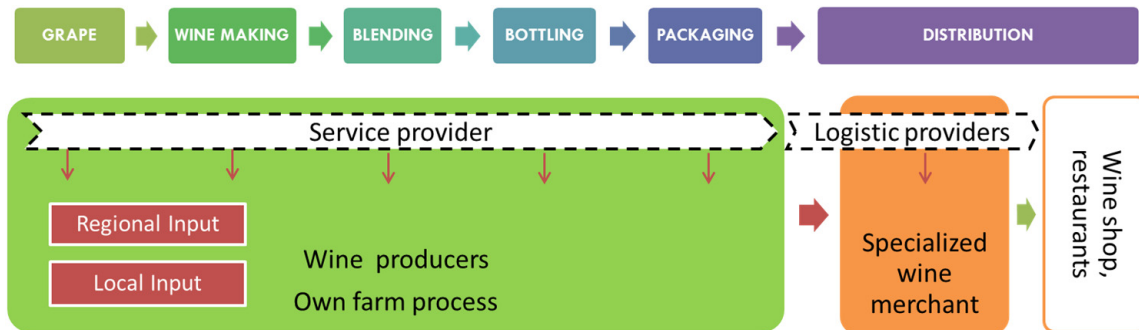 GRAPE
WINE MAKING
BLENDING
BOTTLING
PACKAGING
DISTRIBUTION
Service provider
Logistic providers
Regional Input
Local Input
Wine producers
Own farm process
Specialized
wine
merchant
Wine shop,
restaurants